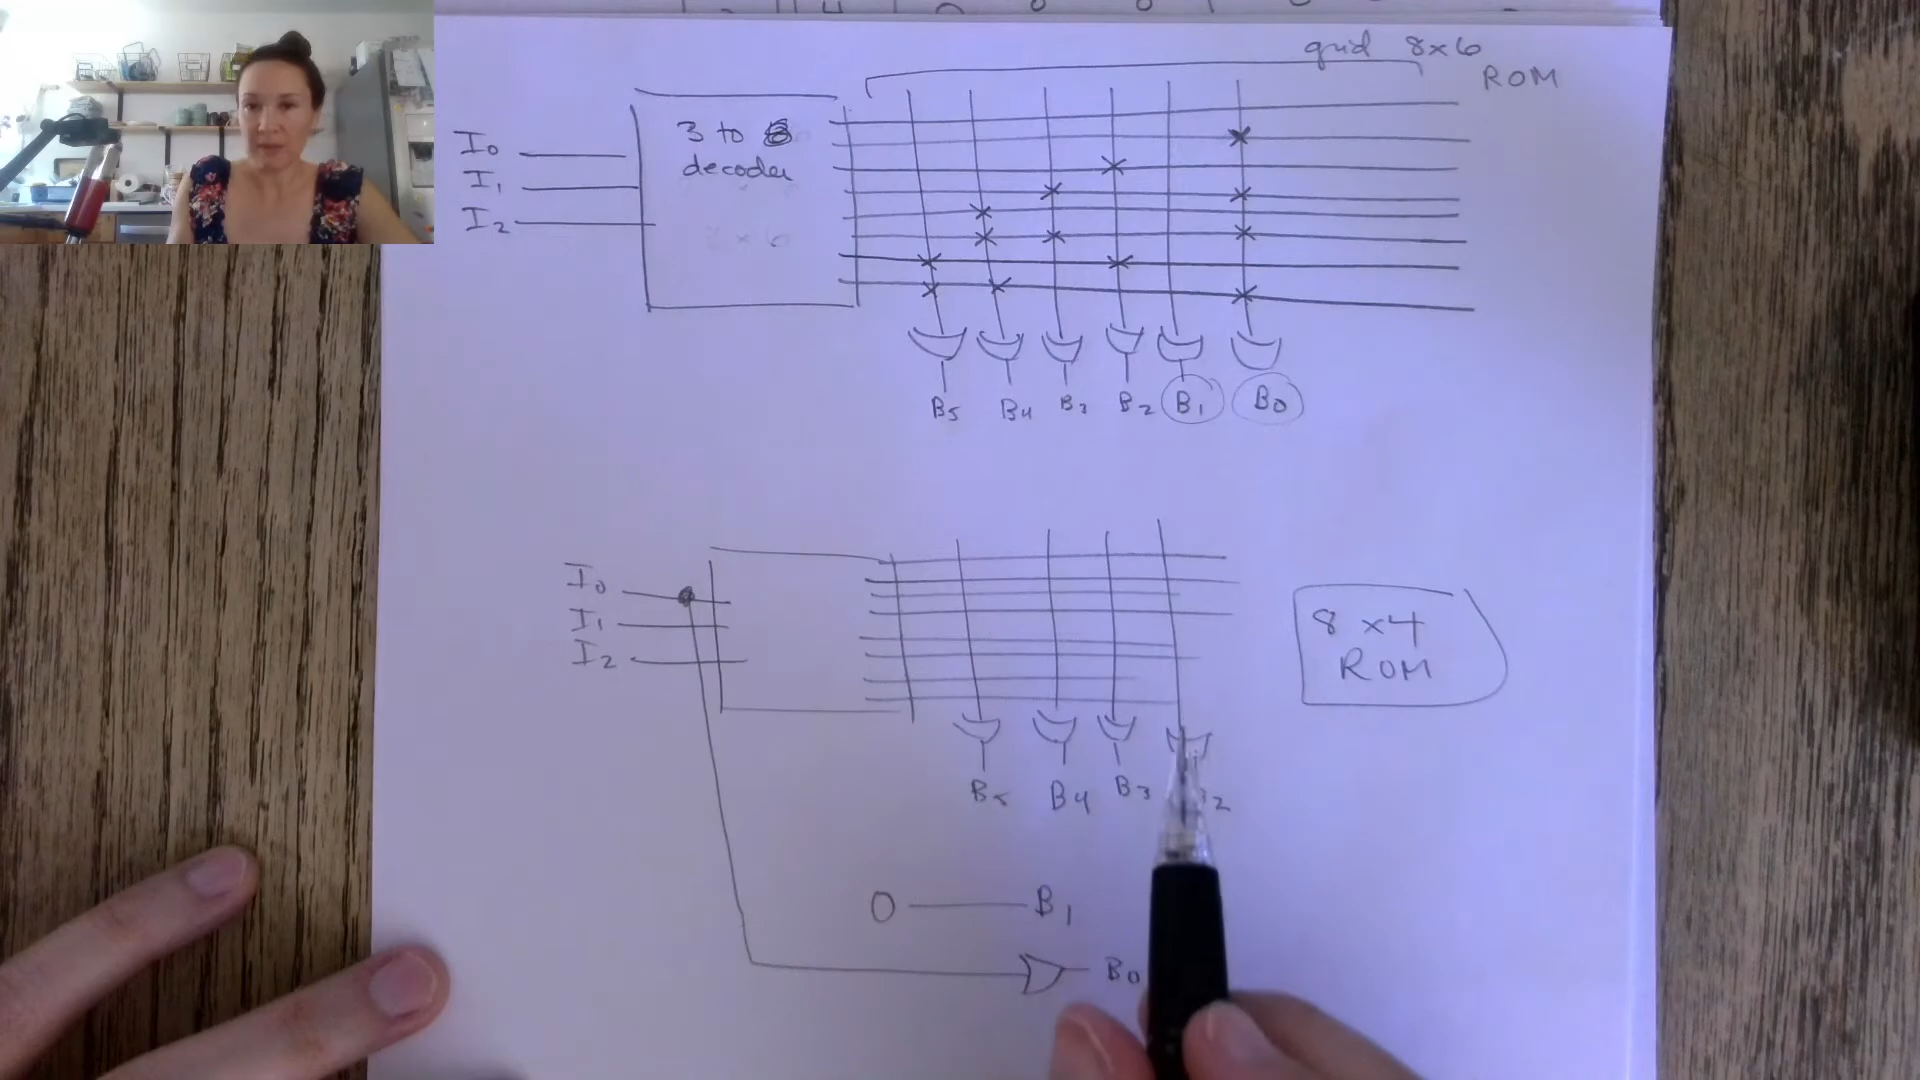 grid 8x6
ROM
I0
I1
I2
3 to 8
decoder
B5 B4 B3 B2 B1 B0
I0
I1
I2
8 x4
ROM
B5 B4 B3
0 B1
B0